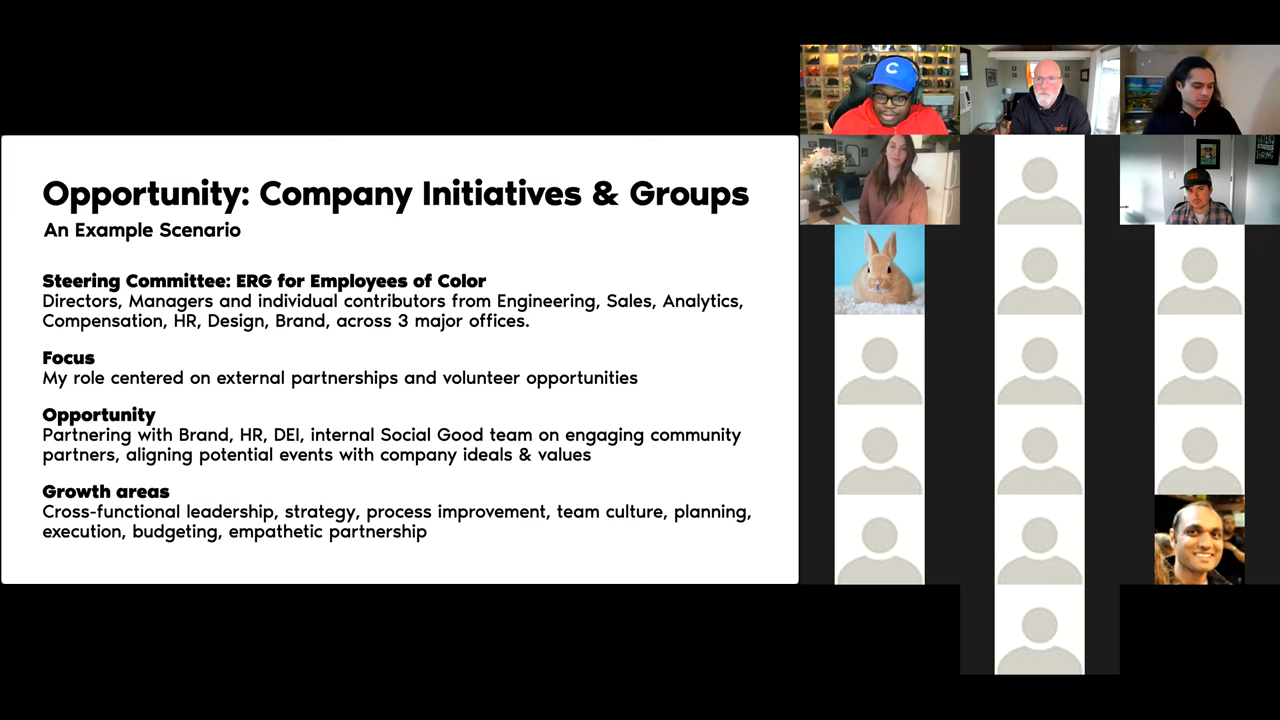 Opportunity: Company Initiatives & Groups
An Example Scenario
Steering Committee: ERG for Employees of Color
Directors, Managers and individual contributors from Engineering, Sales, Analytics,
Compensation, HR, Design, Brand, across 3 major offices.
Focus
My role centered on external partnerships and volunteer opportunities
Opportunity
Partnering with Brand, HR, DEI, internal Social Good team on engaging community
partners, aligning potential events with company ideals & values
Growth areas
Cross-functional leadership, strategy, process improvement, team culture, planning,
execution, budgeting, empathetic partnership
C